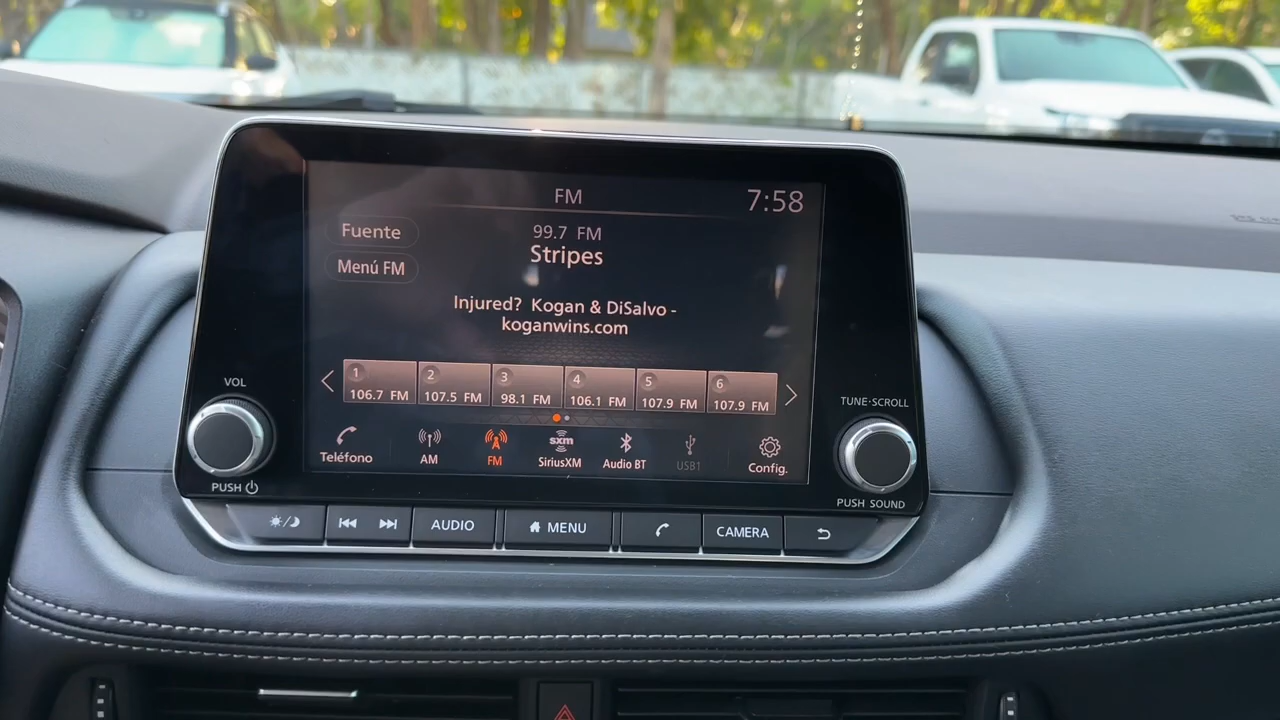 FM
7:58
Fuente
99.7 FM
Stripes
Menú FM
Injured? Kogan & DiSalvo -
koganwins.com
1 2 3 4 5 6
106.7 FM 107.5 FM 98.1 FM 106.1 FM 107.9 FM 107.9 FM
VOL
TUNE·SCROLL
sxm
Teléfono AM FM SiriusXM Audio BT USB1 Config.
PUSH
PUSH SOUND
AUDIO MENU CAMERA